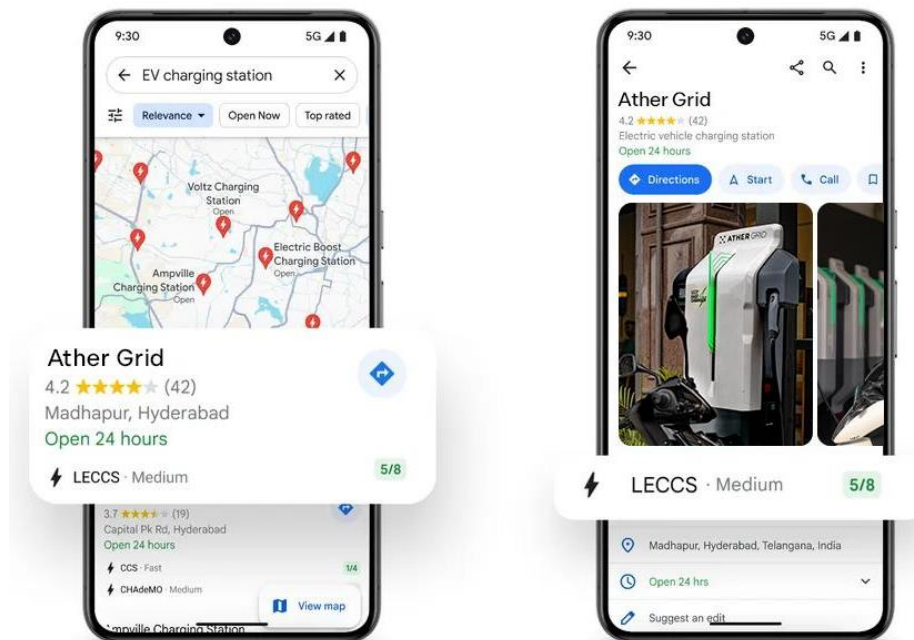 9:30
5G
EV charging station
Relevance
Open Now
Top rated
Voltz Charging
Station
Open
Electric Boost
Charging Station
Open
Ampville
Charging Station
Open
Ather Grid
4.2 (42)
Madhapur, Hyderabad
Open 24 hours
LECCS · Medium
5/8
3.7 (19)
Capital Pk Rd, Hyderabad
Open 24 hours
CCS · Fast
1/4
CHAdeMO · Medium
View map
Ampville Charging Station
9:30
5G
Ather Grid
4.2 (42)
Electric vehicle charging station
Open 24 hours
Directions
Start
Call
ATHER GRID
LECCS · Medium
5/8
Madhapur, Hyderabad, Telangana, India
Open 24 hrs
Suggest an edit